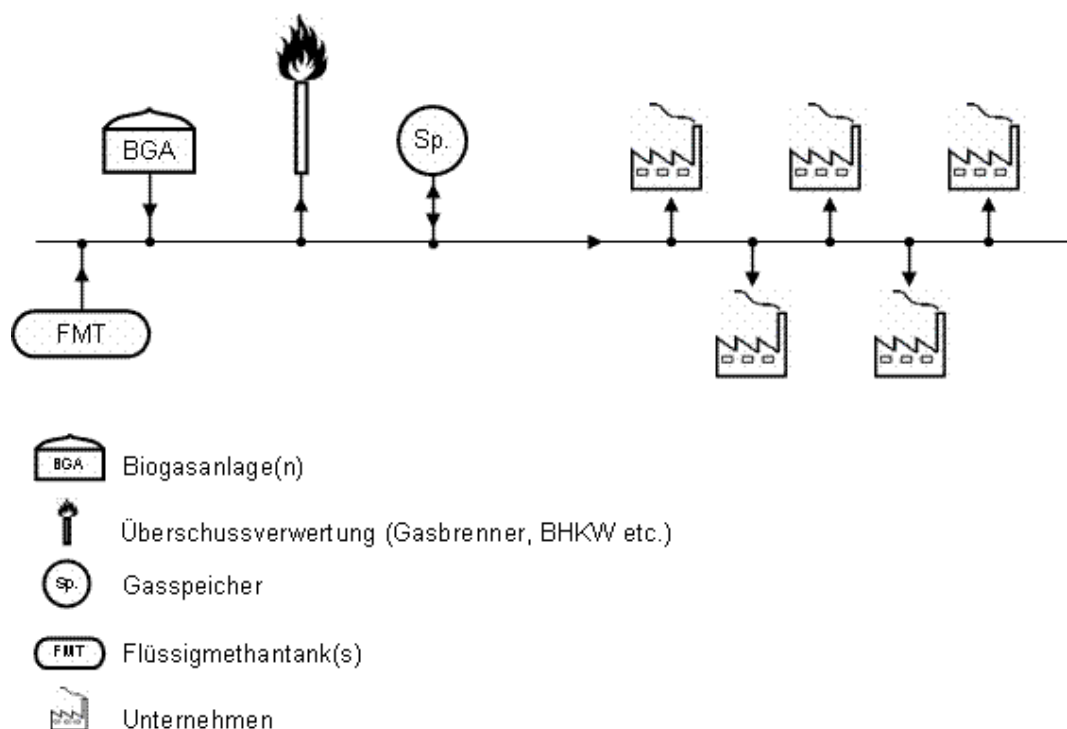 BGA
Sp.
FMT
BGA Biogasanlage(n)
Überschussverwertung (Gasbrenner, BHKW etc.)
Sp. Gasspeicher
FMT Flüssigmethantank(s)
Unternehmen